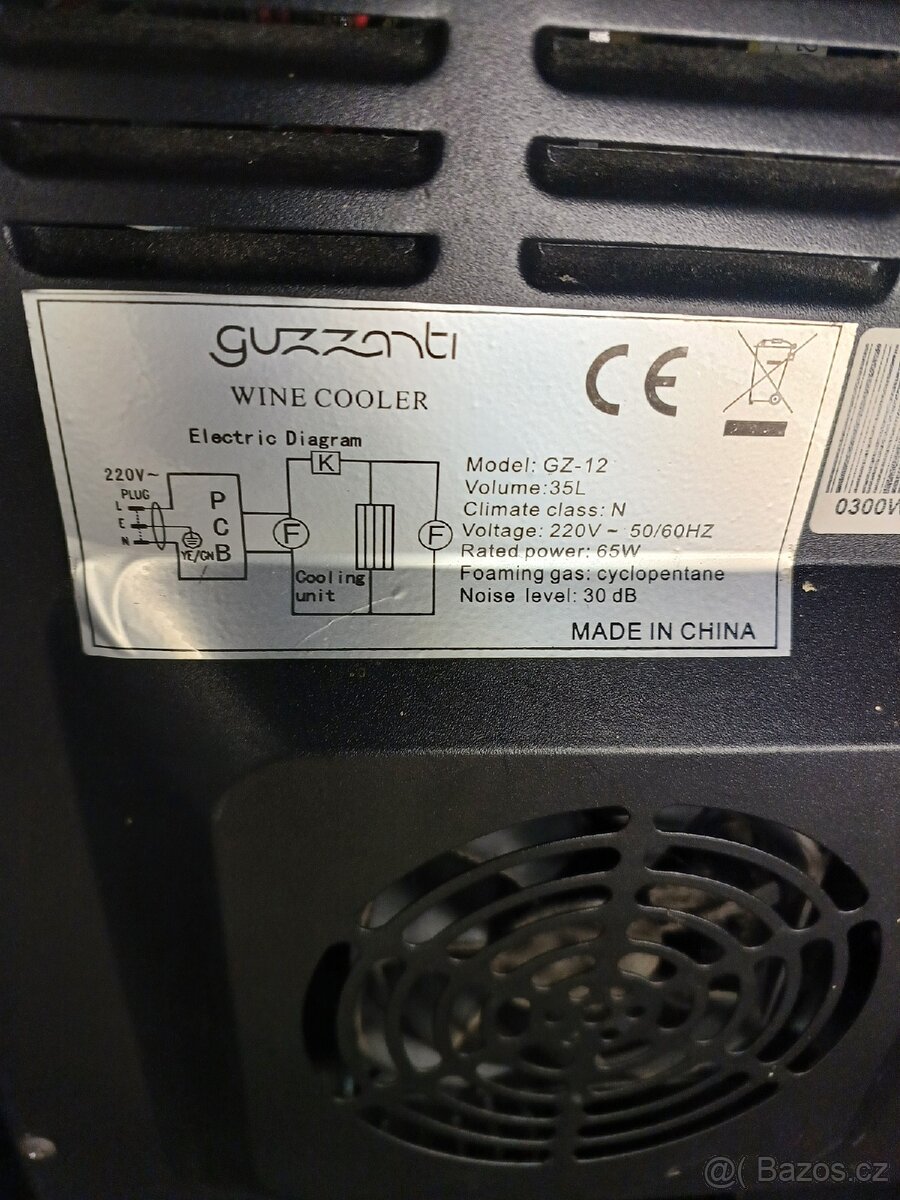 guzzanti
WINE COOLER
Electric Diagram
220V~
PLUG
L
E
N
YE/GN
P
C
B
F
K
F
Cooling
unit
Model: GZ-12
Volume:35L
Climate class: N
Voltage: 220V ~ 50/60HZ
Rated power: 65W
Foaming gas: cyclopentane
Noise level: 30 dB
MADE IN CHINA
CE
0300W
@( Bazos.cz